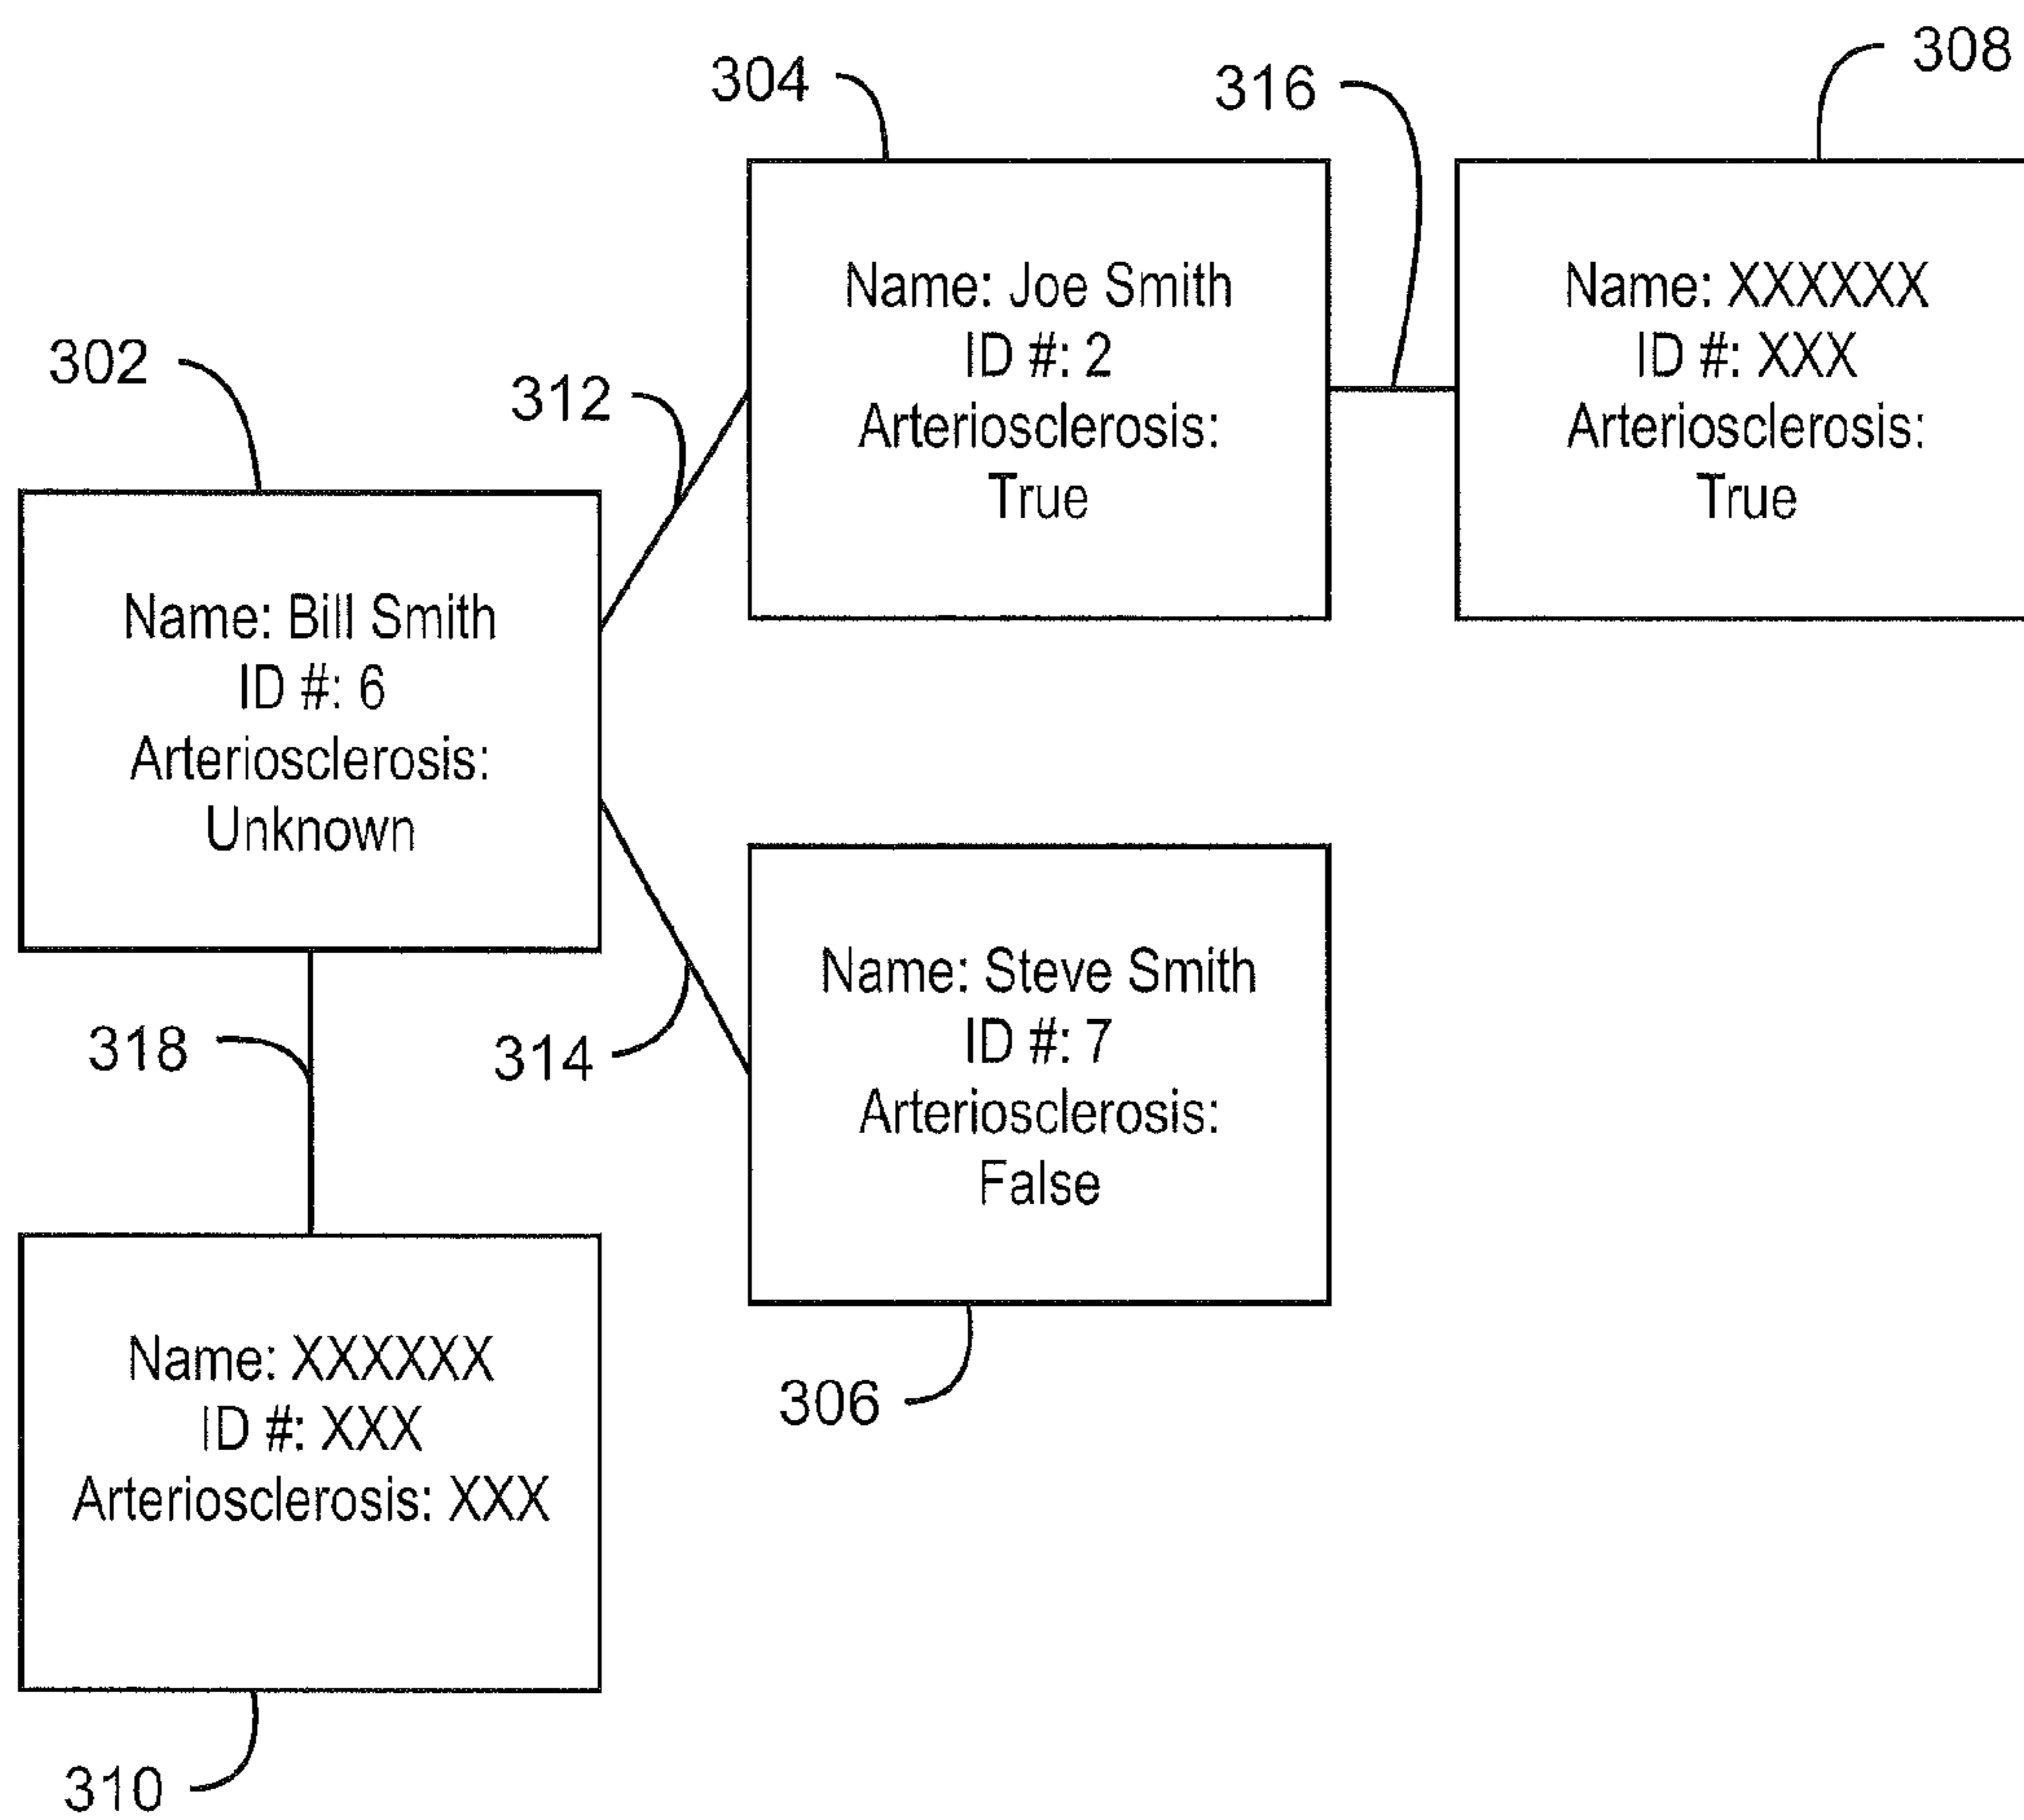 304
316
308
Name: Joe Smith
ID #: 2
Arteriosclerosis:
True
Name: XXXXXX
ID #: XXX
Arteriosclerosis:
True
302
312
Name: Bill Smith
ID #: 6
Arteriosclerosis:
Unknown
Name: Steve Smith
ID #: 7
Arteriosclerosis:
False
318
314
306
Name: XXXXXX
ID #: XXX
Arteriosclerosis: XXX
310